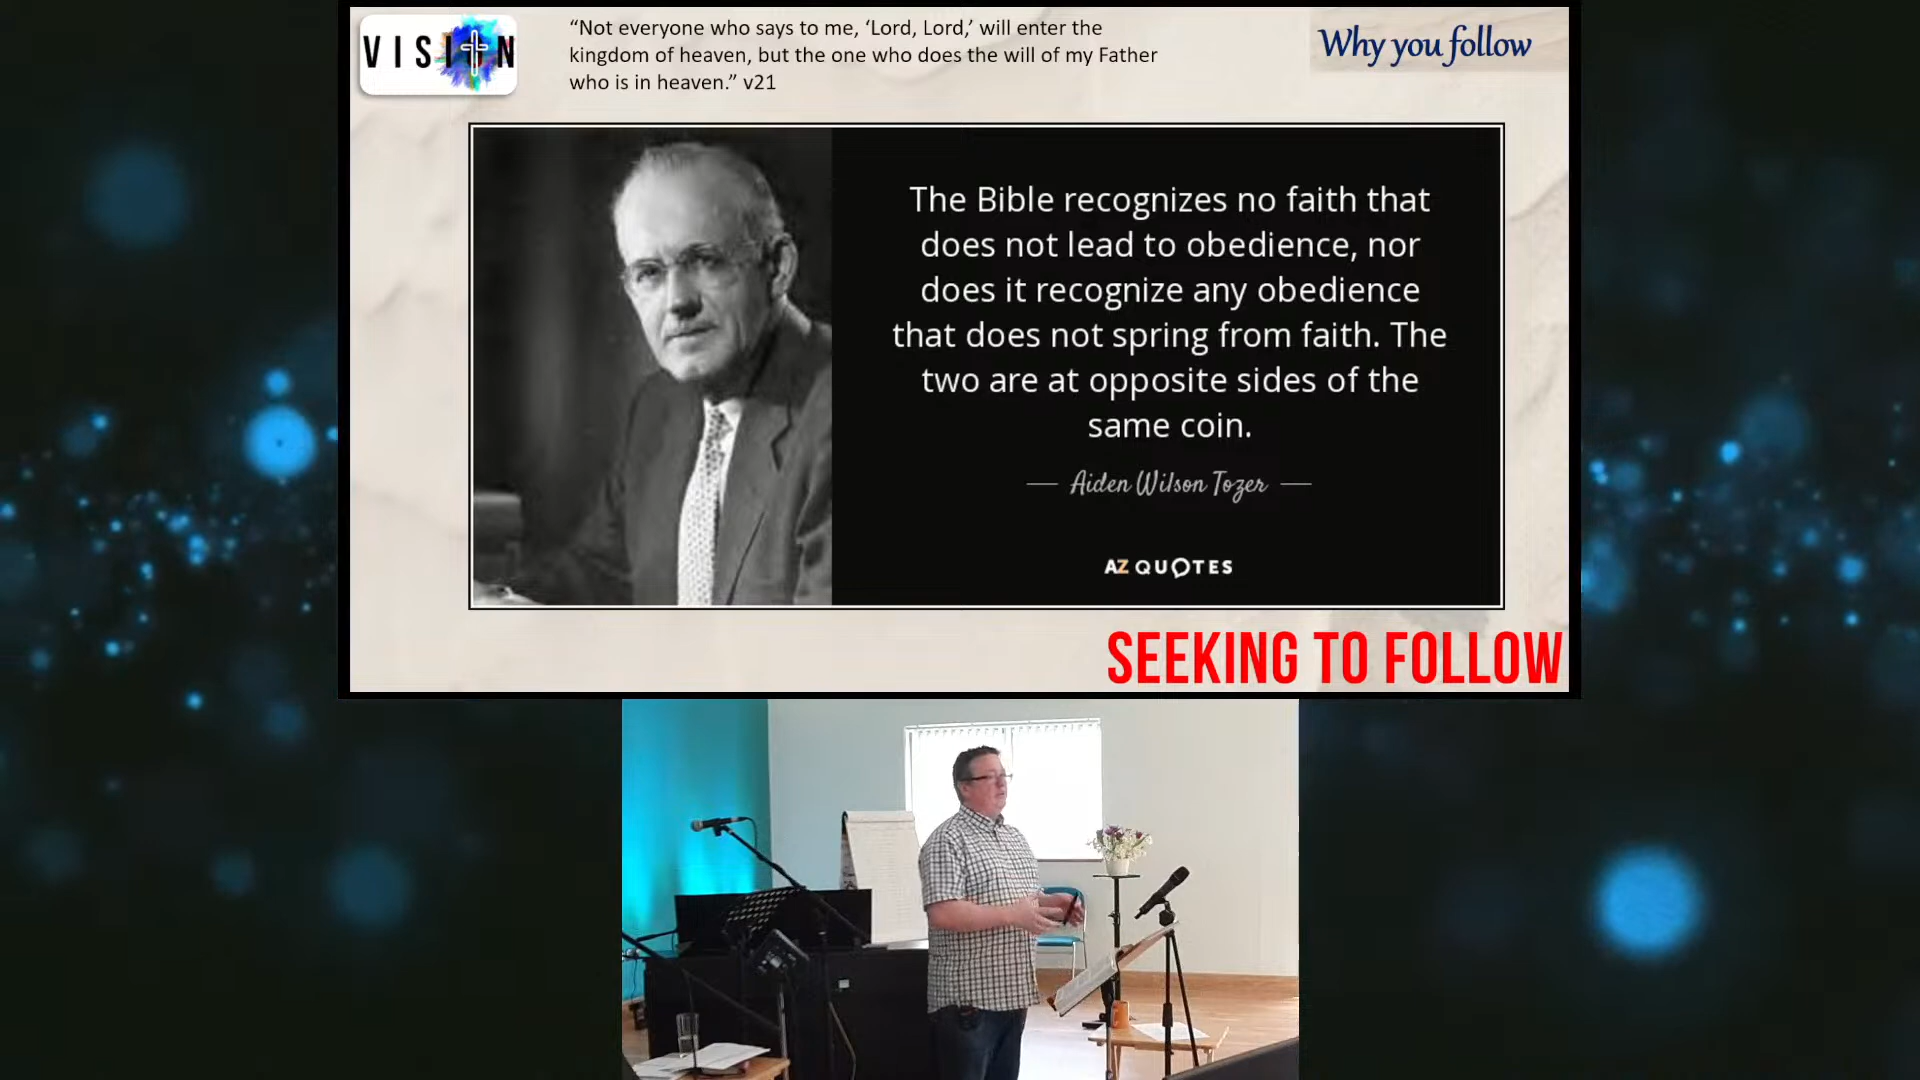 VISION
“Not everyone who says to me, ‘Lord, Lord,’ will enter the
kingdom of heaven, but the one who does the will of my Father
who is in heaven.” v21
Why you follow
The Bible recognizes no faith that
does not lead to obedience, nor
does it recognize any obedience
that does not spring from faith. The
two are at opposite sides of the
same coin.
Aiden Wilson Tozer
AZ QUOTES
SEEKING TO FOLLOW